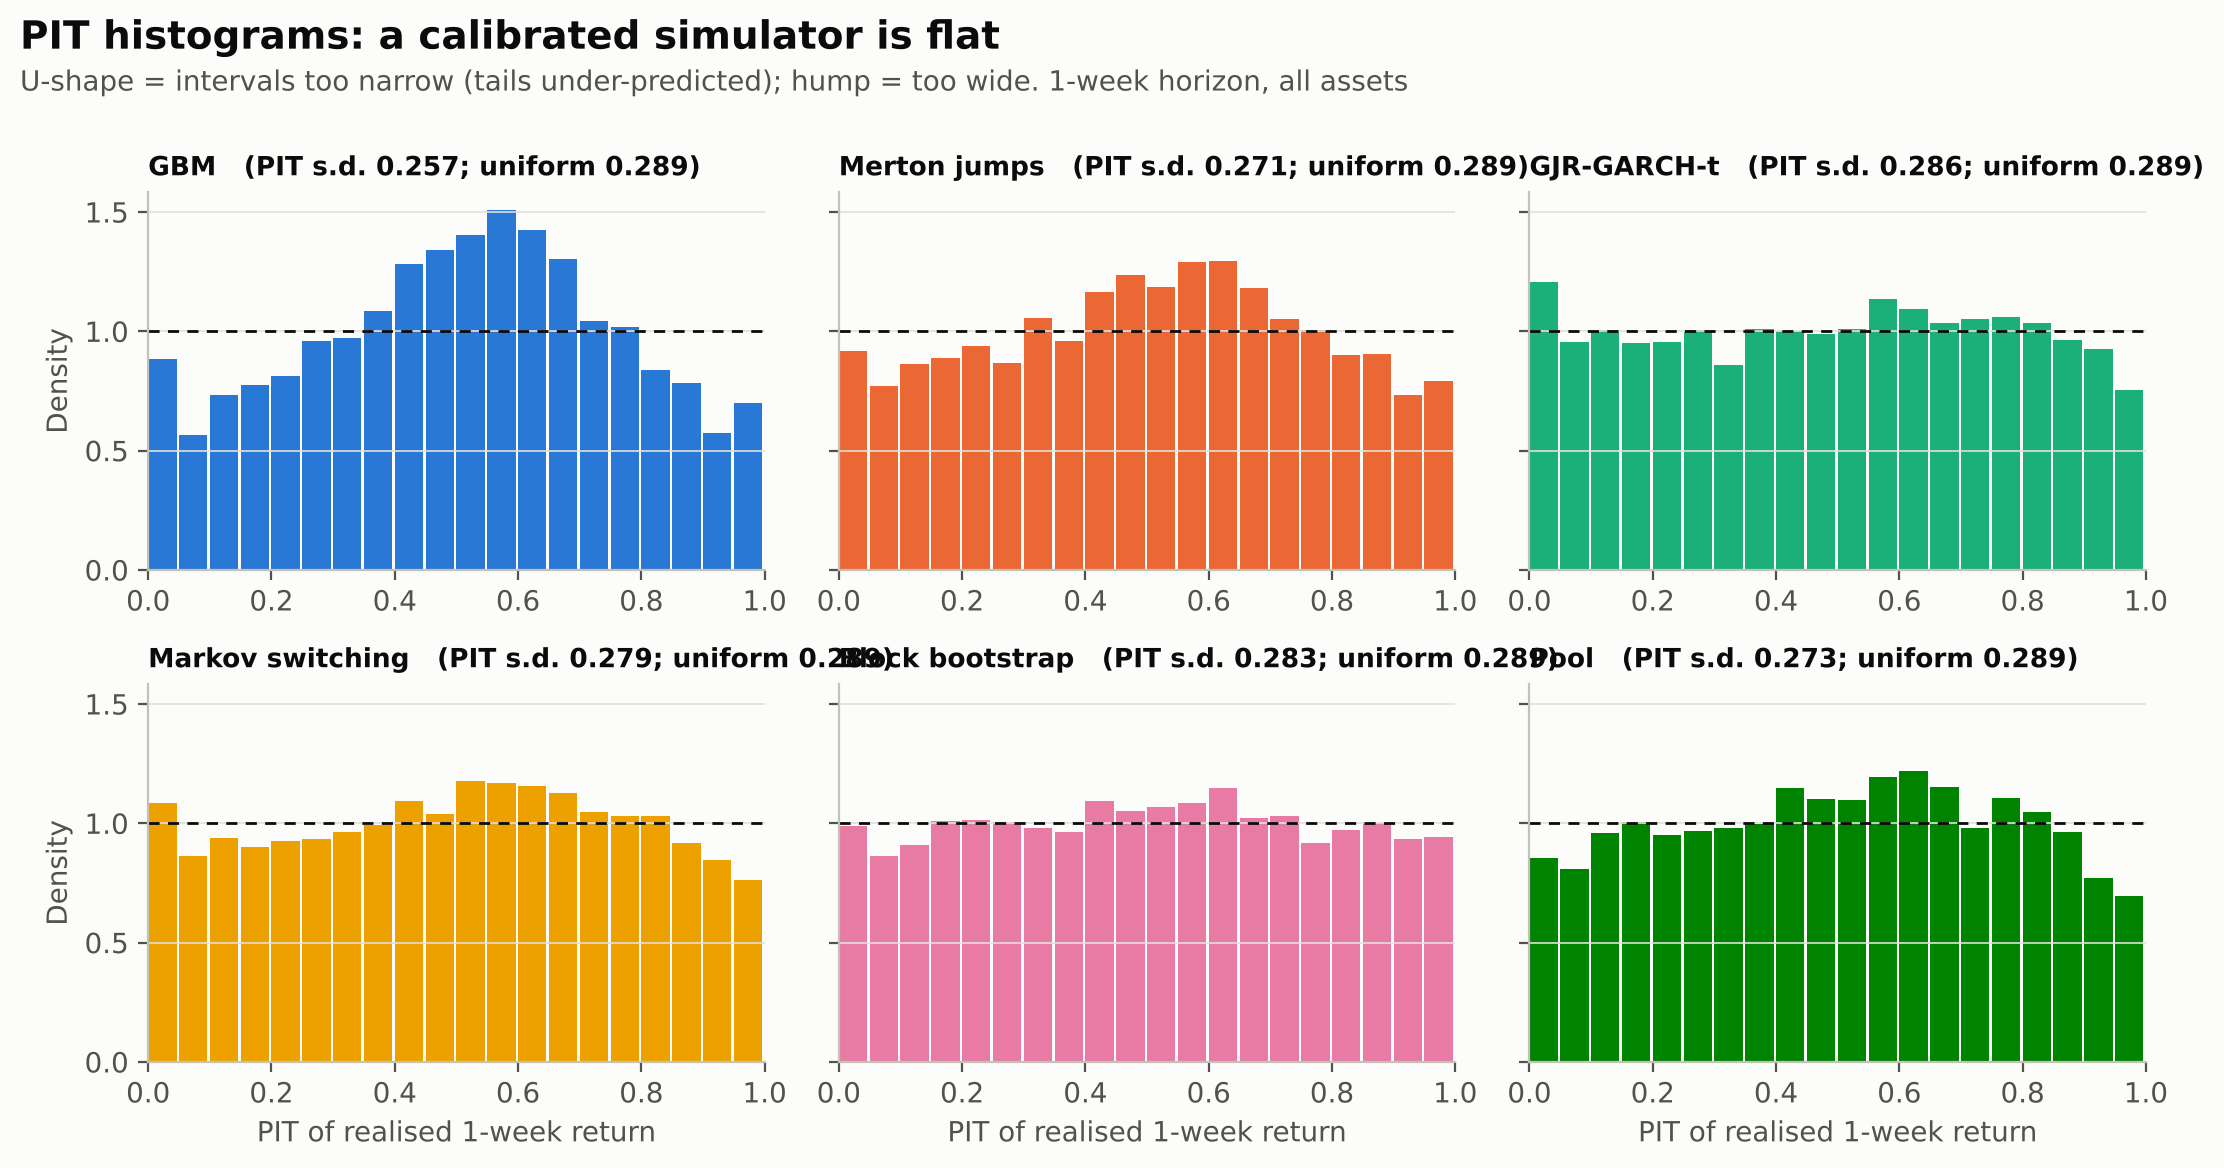 PIT histograms: a calibrated simulator is flat
U-shape = intervals too narrow (tails under-predicted); hump = too wide. 1-week horizon, all assets
GBM (PIT s.d. 0.257; uniform 0.289)
Merton jumps (PIT s.d. 0.271; uniform 0.289)
GJR-GARCH-t (PIT s.d. 0.286; uniform 0.289)
Density
1.5
1.0
0.5
0.0
0.0 0.2 0.4 0.6 0.8 1.0
0.0 0.2 0.4 0.6 0.8 1.0
0.0 0.2 0.4 0.6 0.8 1.0
Markov switching (PIT s.d. 0.279; uniform 0.289)
Block bootstrap (PIT s.d. 0.283; uniform 0.289)
Pool (PIT s.d. 0.273; uniform 0.289)
Density
1.5
1.0
0.5
0.0
0.0 0.2 0.4 0.6 0.8 1.0
0.0 0.2 0.4 0.6 0.8 1.0
0.0 0.2 0.4 0.6 0.8 1.0
PIT of realised 1-week return
PIT of realised 1-week return
PIT of realised 1-week return